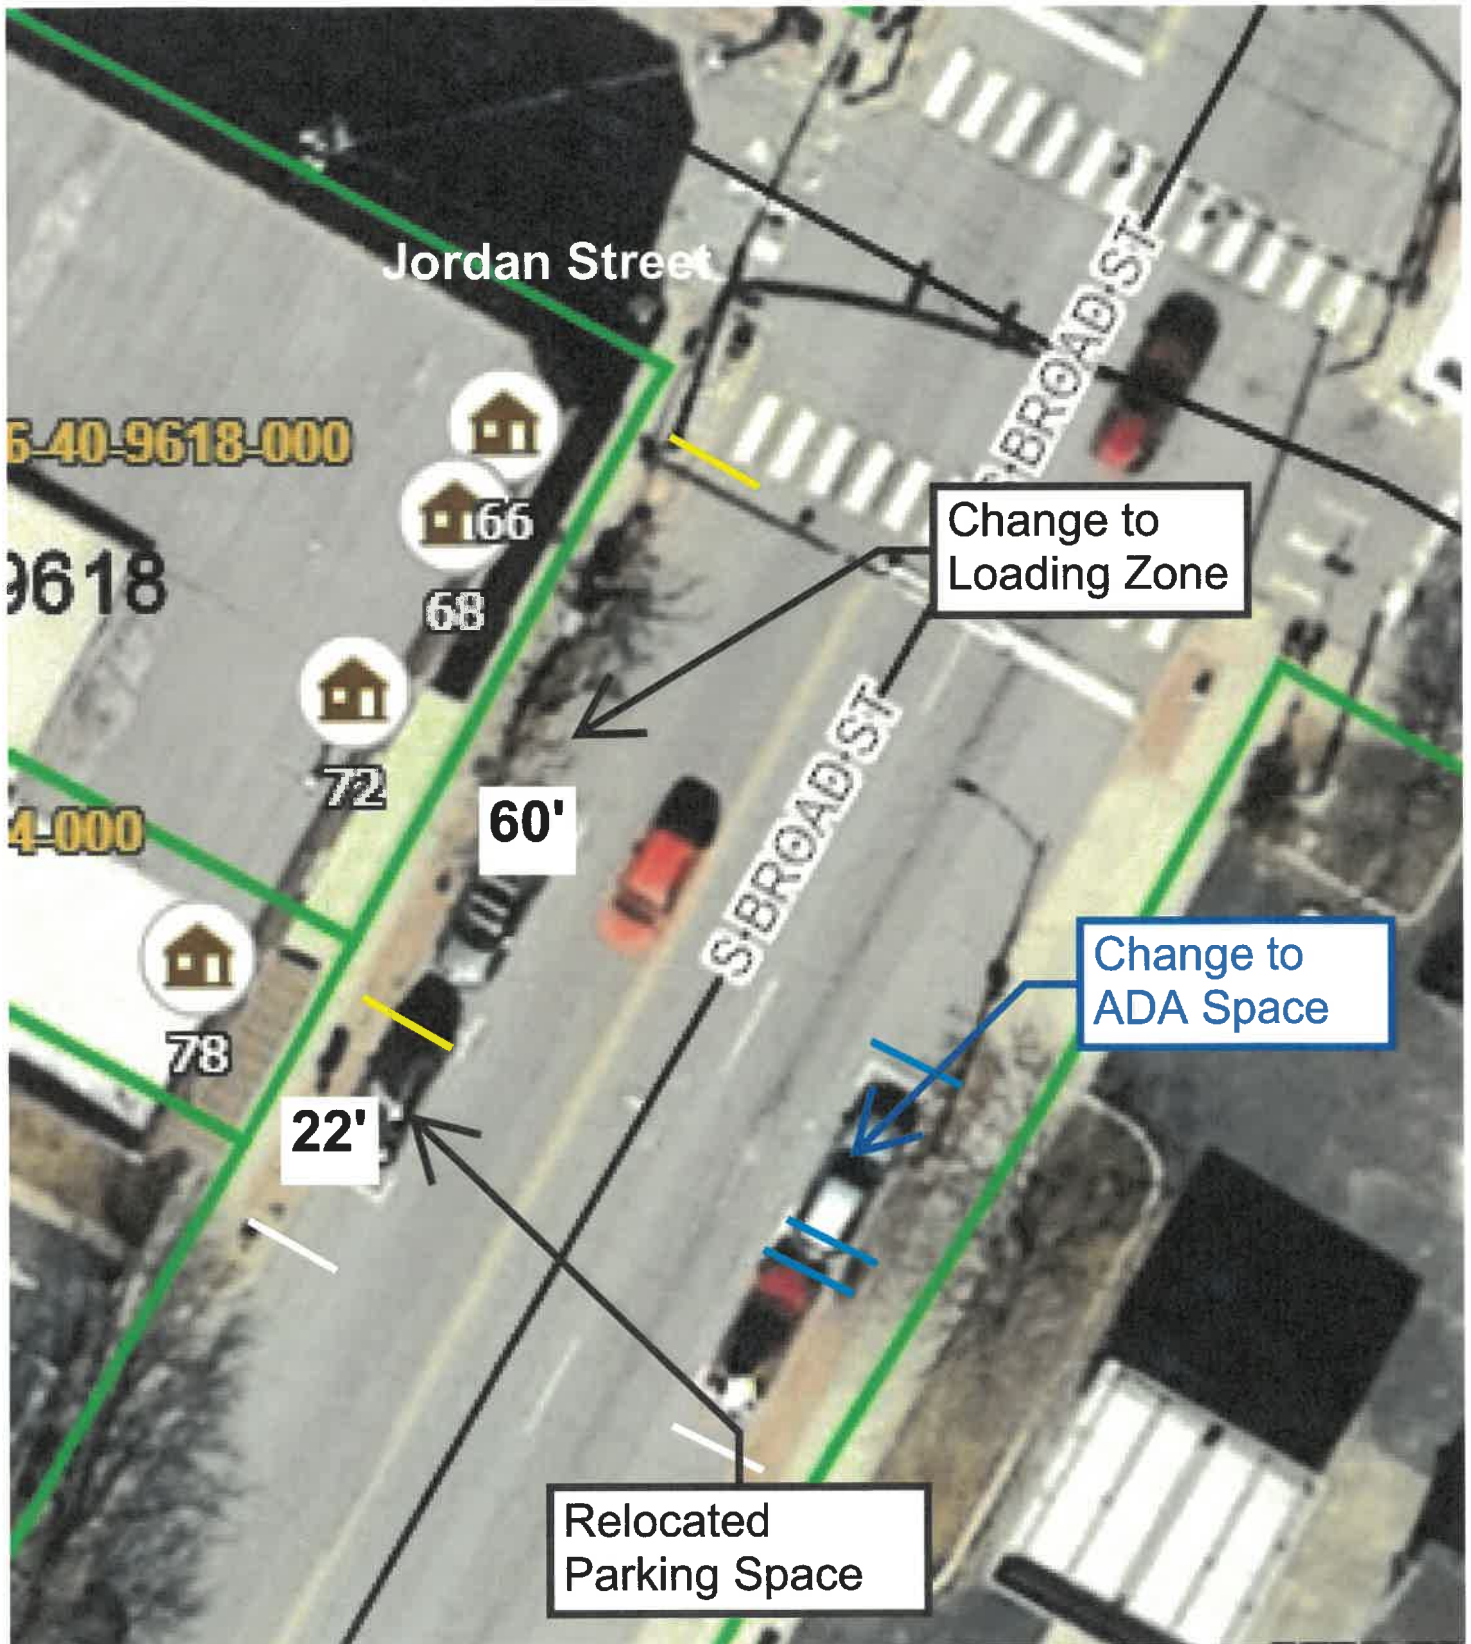 Jordan Street
S BROAD ST
6-40-9618-000
66
Change to
Loading Zone
9618
68
72
60'
S BROAD ST
4-000
Change to
ADA Space
78
22'
Relocated
Parking Space